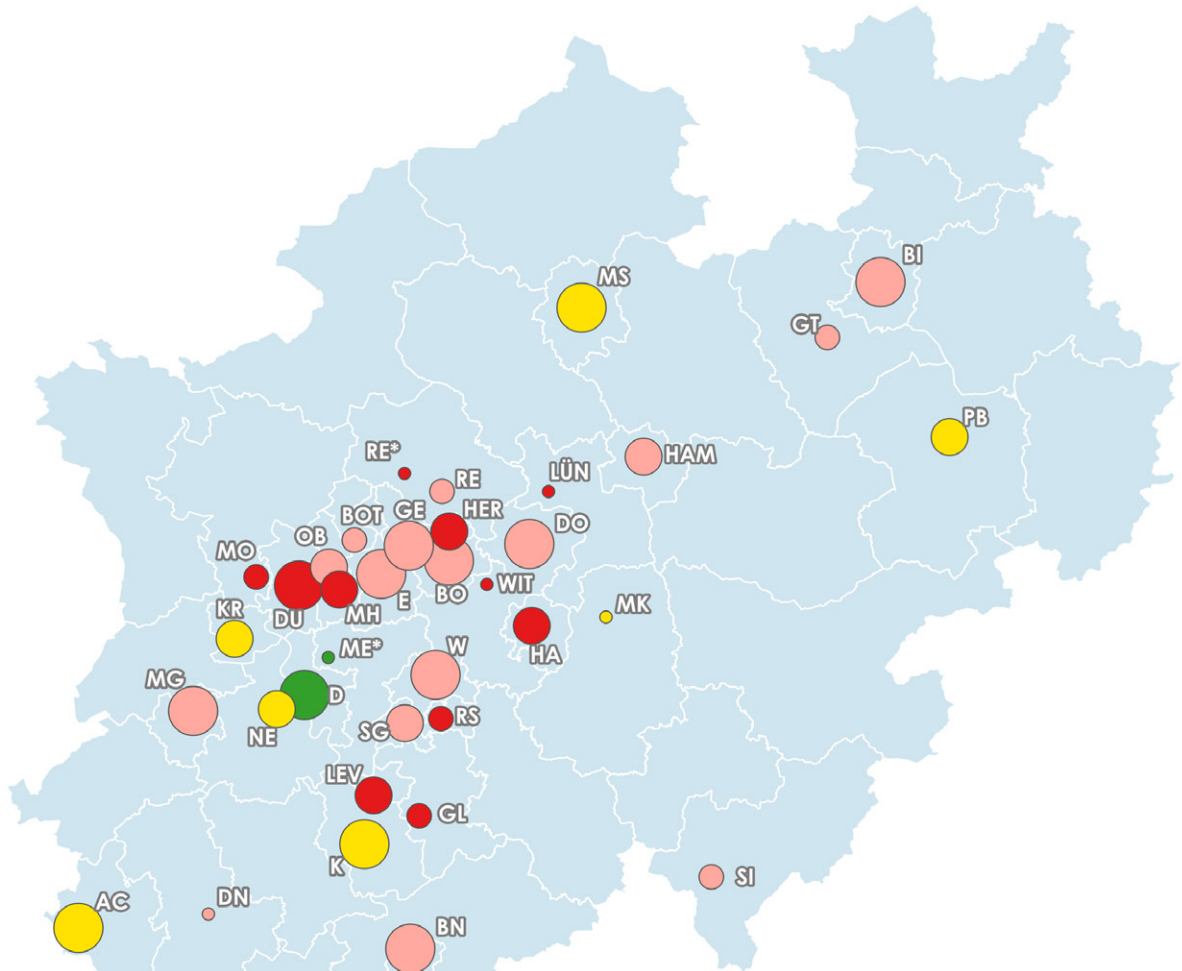 BI
MS
GT
PB
RE*
HAM
LÜN
RE
GE
HER
BOT
DO
OB
MO
WIT
E
BO
MK
KR
DU
MH
ME*
HA
W
MG
D
RS
SG
NE
LEV
GL
K
SI
DN
AC
BN